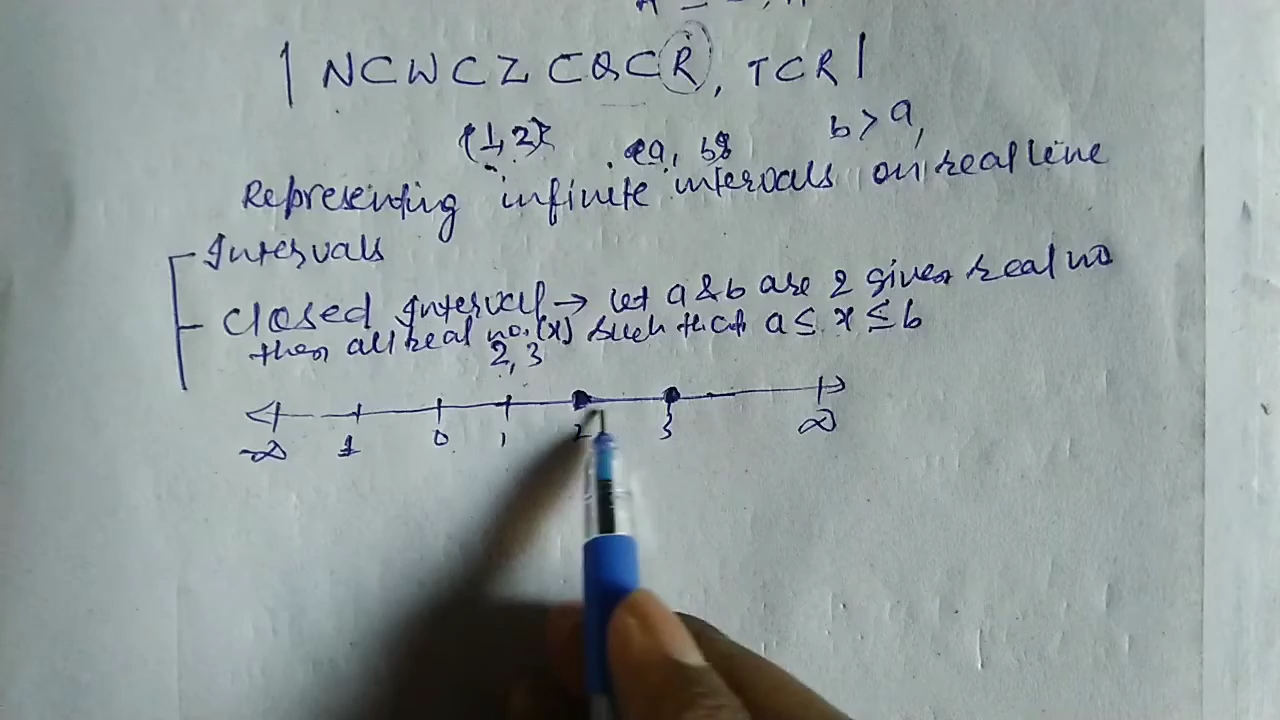 | N C W C Z C Q C R, T C R |
{1, 2} {a, b} b > a,
Representing infinite intervals on real line
Intervals
Closed Interval → let a & b are 2 given real no
then all real no. (x) such that a ≤ x ≤ b
2, 3
-∞ 1 0 1 2 3 ∞